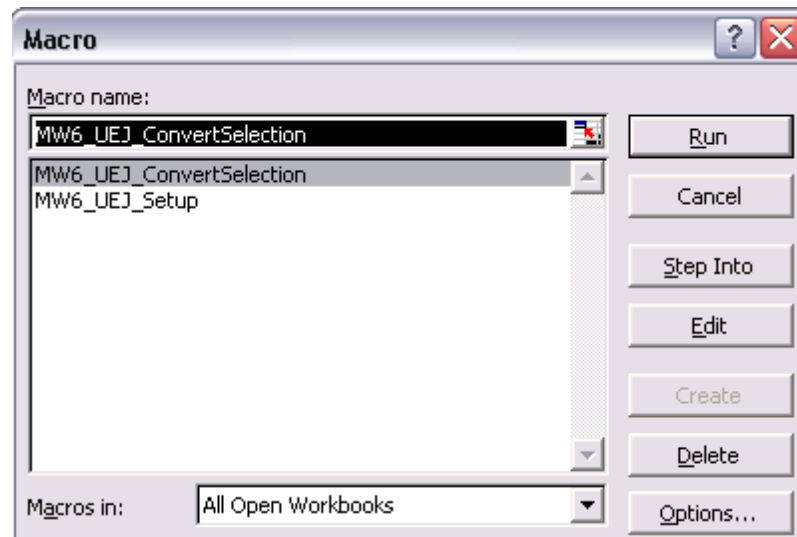 Macro
?
Macro name:
MW6_UEJ_ConvertSelection
MW6_UEJ_ConvertSelection
MW6_UEJ_Setup
Run
Cancel
Step Into
Edit
Create
Delete
Options...
Macros in:
All Open Workbooks